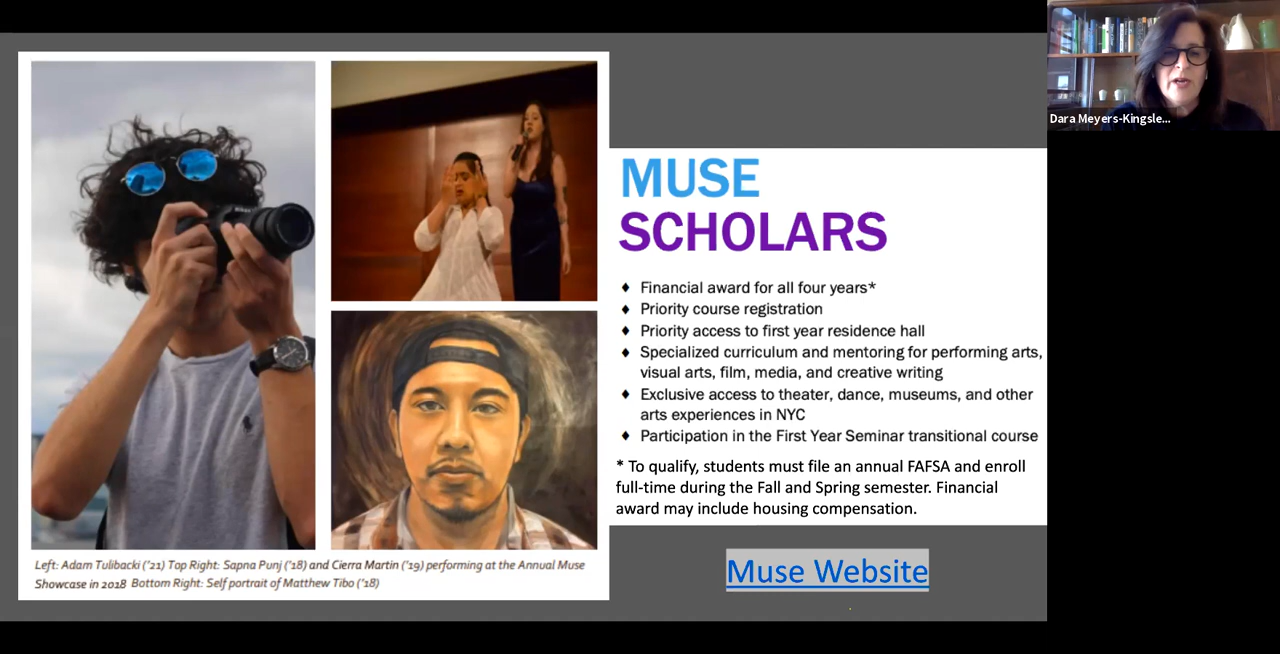 Dara Meyers-Kingsle...
MUSE
SCHOLARS
♦ Financial award for all four years*
♦ Priority course registration
♦ Priority access to first year residence hall
♦ Specialized curriculum and mentoring for performing arts,
visual arts, film, media, and creative writing
♦ Exclusive access to theater, dance, museums, and other
arts experiences in NYC
♦ Participation in the First Year Seminar transitional course
* To qualify, students must file an annual FAFSA and enroll
full-time during the Fall and Spring semester. Financial
award may include housing compensation.
Left: Adam Tulibacki ('21) Top Right: Sapna Punj ('18) and Cierra Martin ('19) performing at the Annual Muse
Showcase in 2018 Bottom Right: Self portrait of Matthew Tibo ('18)
Muse Website